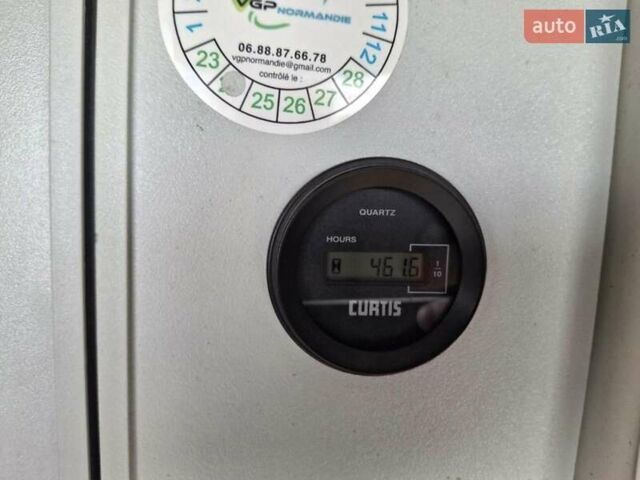 VGP NORMANDIE
06.88.87.66.78
vgpnormandie@gmail.com
contrôlé le :
1
23
25
26
27
28
12
11
auto RIA.com
QUARTZ
HOURS
461.6
1/10
CURTIS